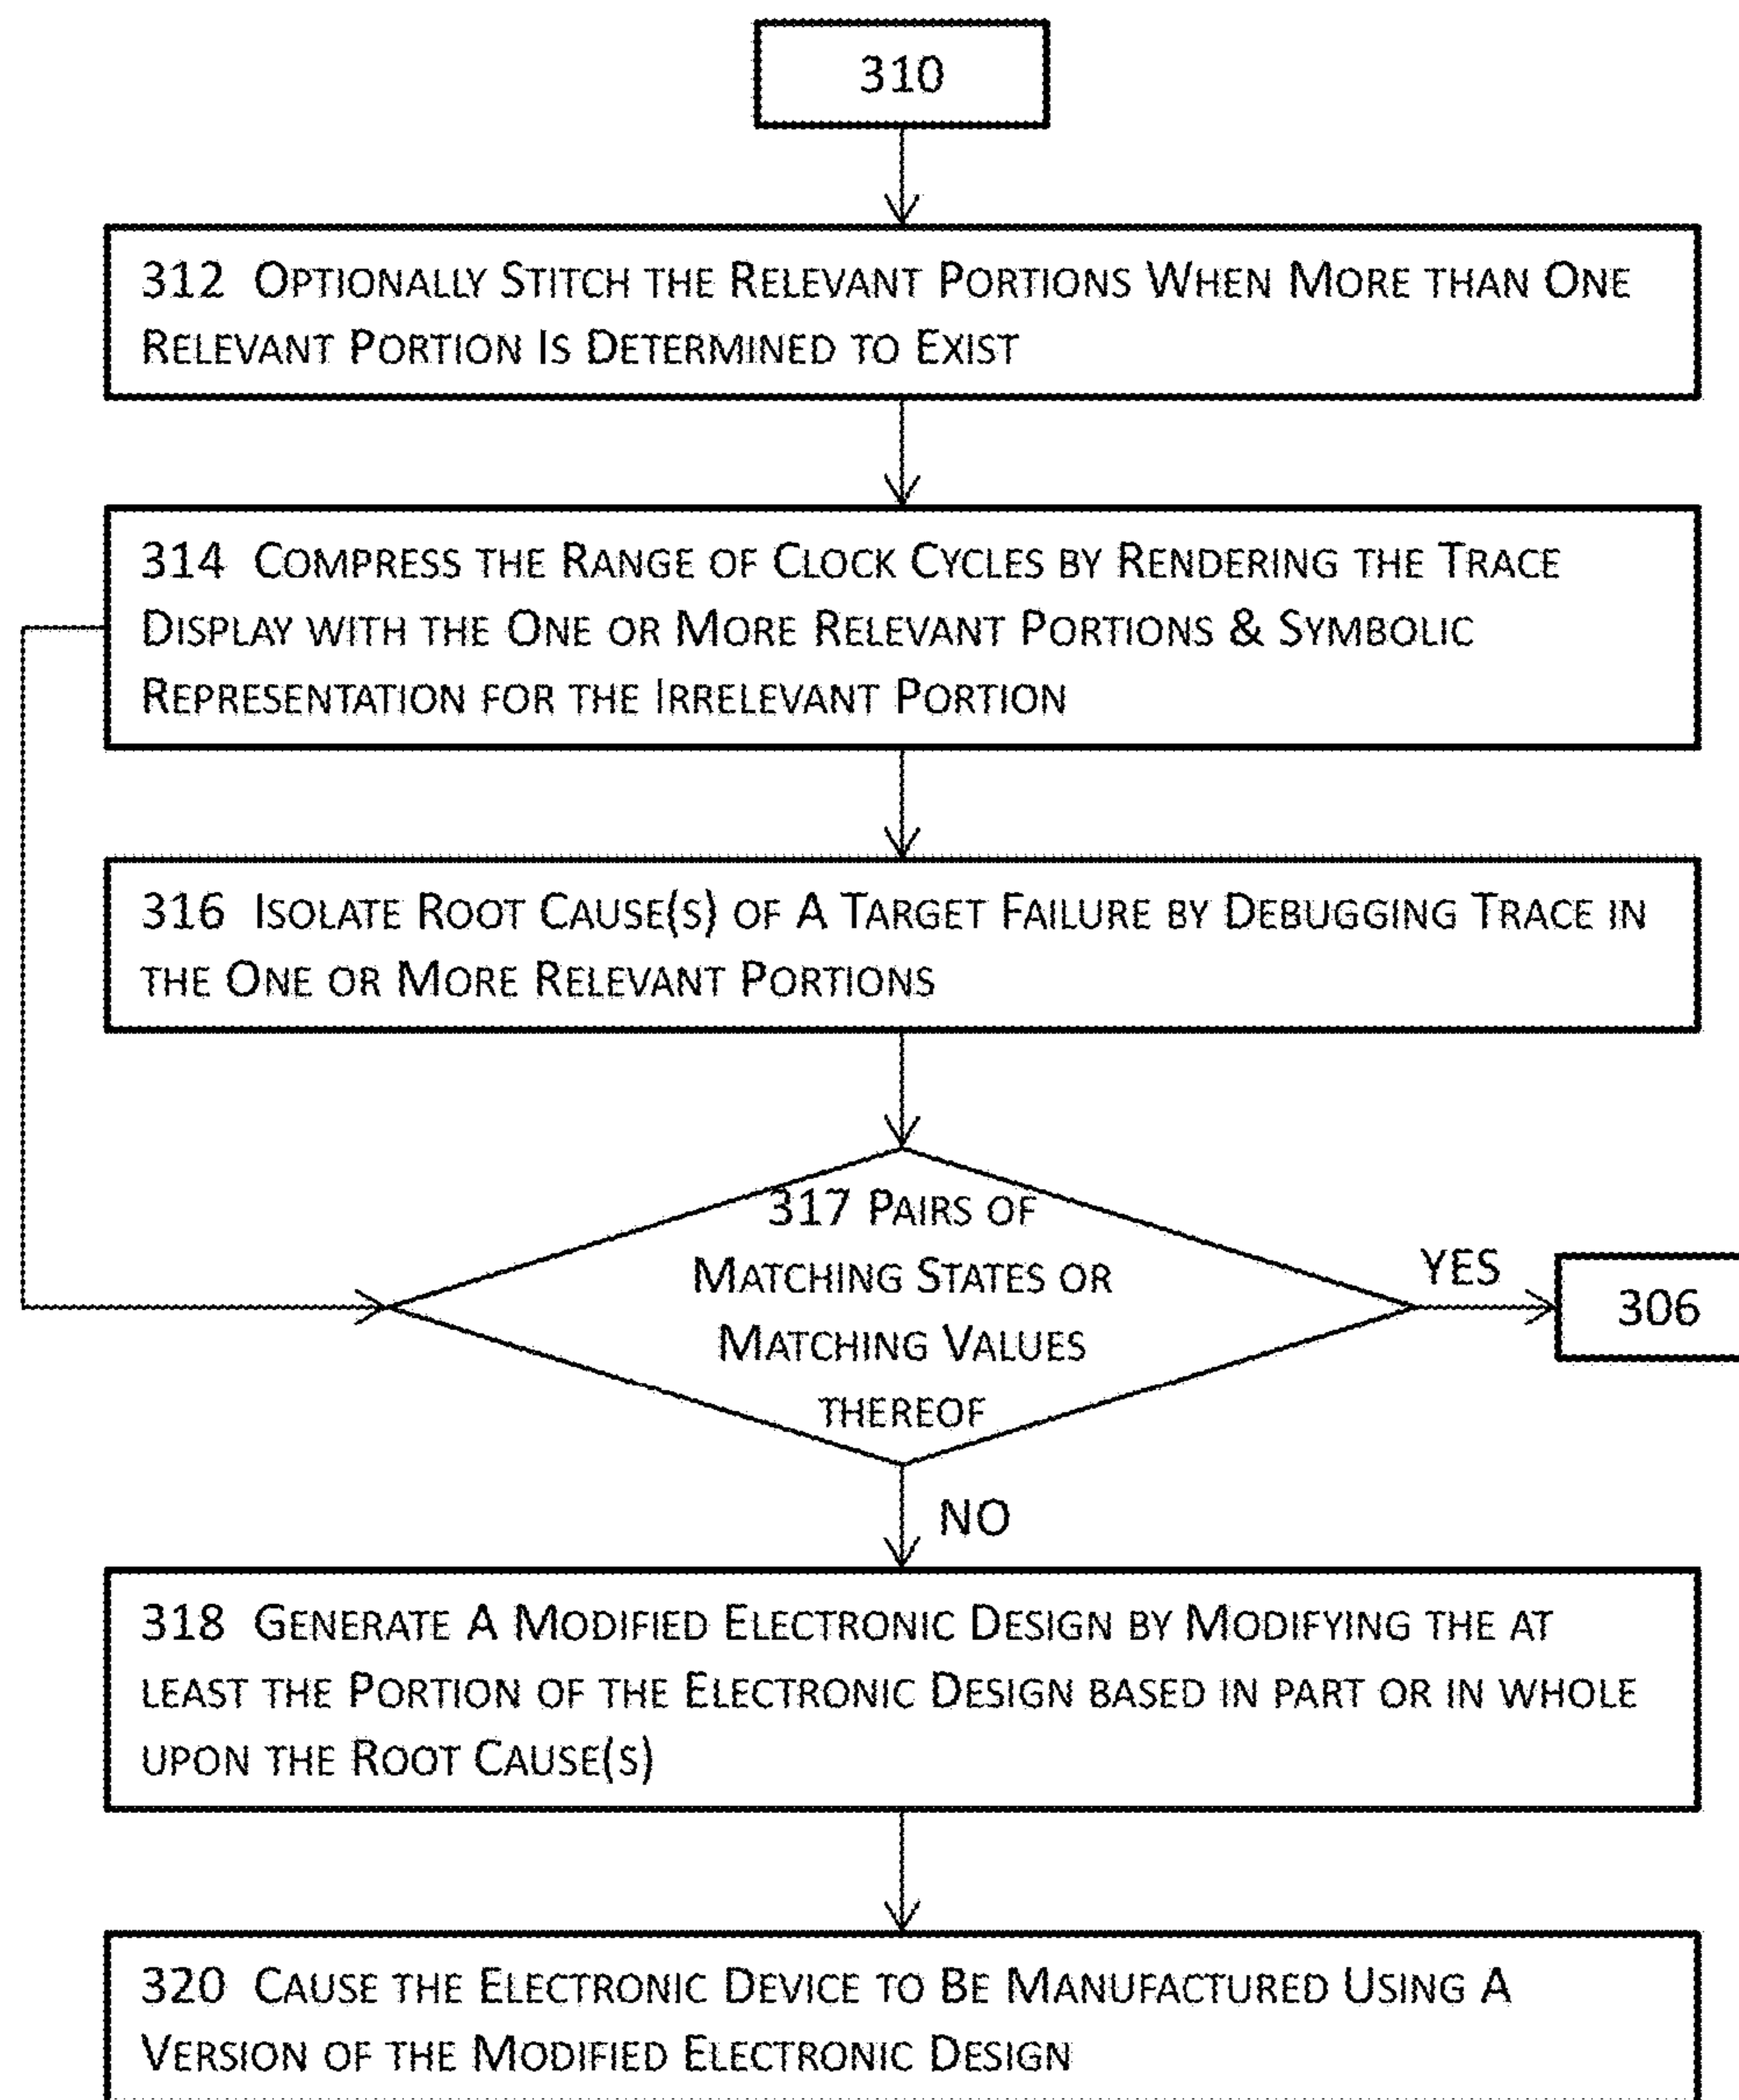 310
312 OPTIONALLY STITCH THE RELEVANT PORTIONS WHEN MORE THAN ONE
RELEVANT PORTION IS DETERMINED TO EXIST
314 COMPRESS THE RANGE OF CLOCK CYCLES BY RENDERING THE TRACE
DISPLAY WITH THE ONE OR MORE RELEVANT PORTIONS & SYMBOLIC
REPRESENTATION FOR THE IRRELEVANT PORTION
316 ISOLATE ROOT CAUSE(S) OF A TARGET FAILURE BY DEBUGGING TRACE IN
THE ONE OR MORE RELEVANT PORTIONS
317 PAIRS OF
MATCHING STATES OR
MATCHING VALUES
THEREOF
YES
306
NO
318 GENERATE A MODIFIED ELECTRONIC DESIGN BY MODIFYING THE AT
LEAST THE PORTION OF THE ELECTRONIC DESIGN BASED IN PART OR IN WHOLE
UPON THE ROOT CAUSE(S)
320 CAUSE THE ELECTRONIC DEVICE TO BE MANUFACTURED USING A
VERSION OF THE MODIFIED ELECTRONIC DESIGN